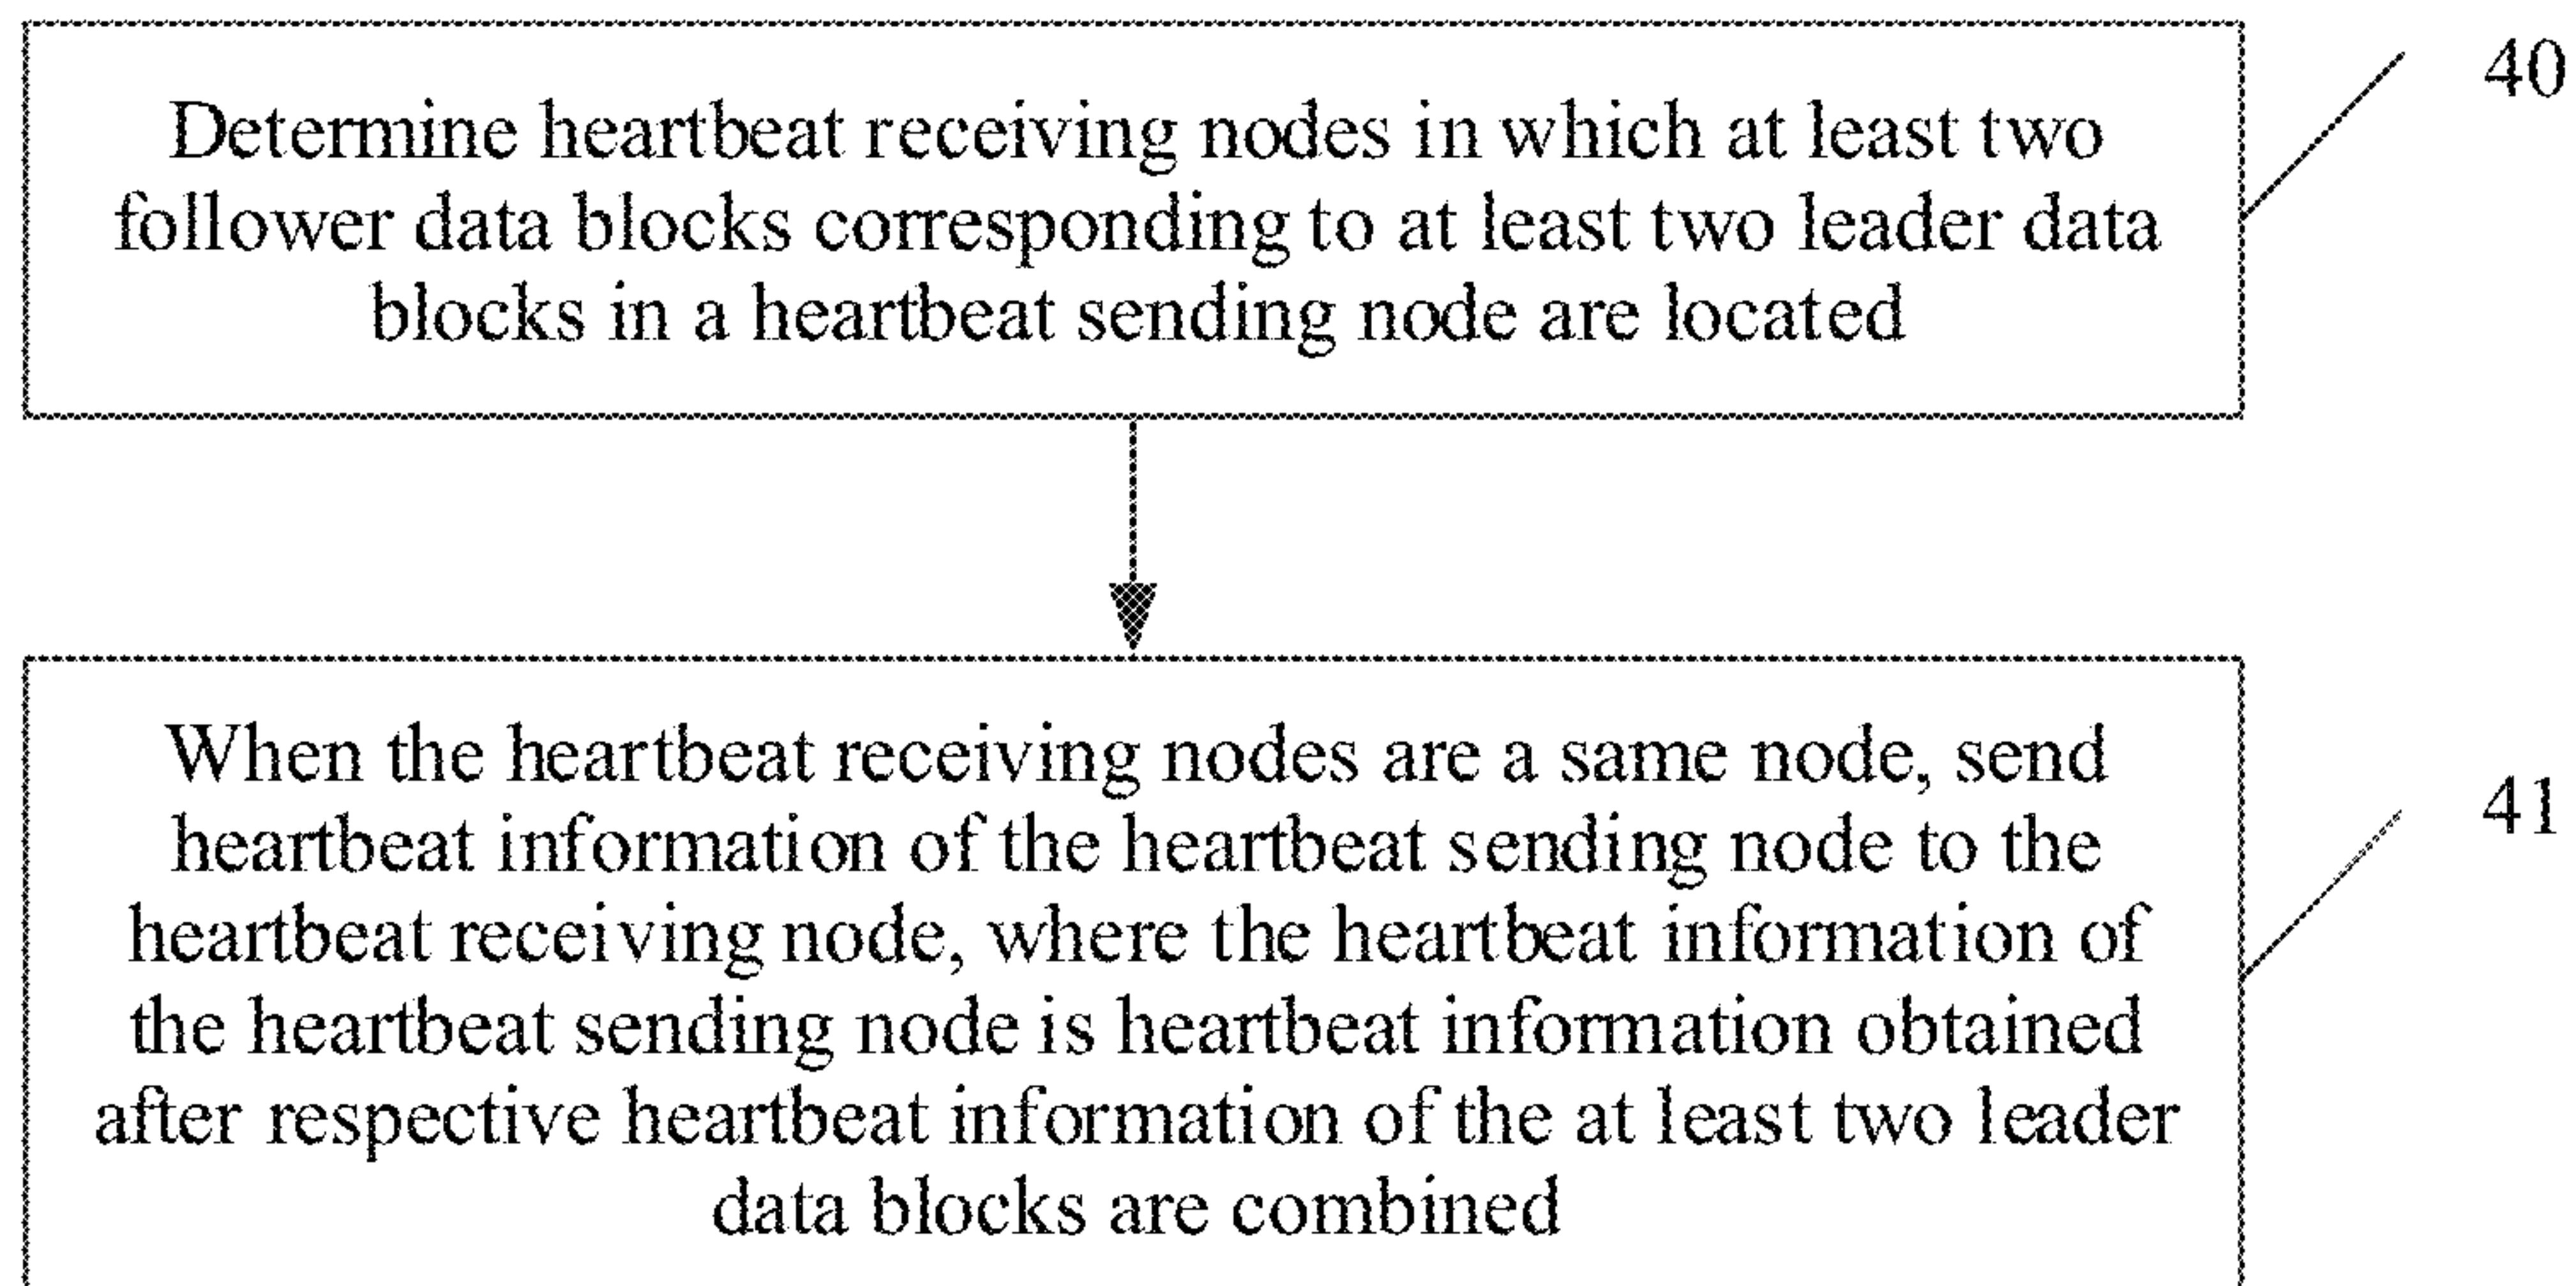 Determine heartbeat receiving nodes in which at least two
follower data blocks corresponding to at least two leader data
blocks in a heartbeat sending node are located
40
When the heartbeat receiving nodes are a same node, send
heartbeat information of the heartbeat sending node to the
heartbeat receiving node, where the heartbeat information of
the heartbeat sending node is heartbeat information obtained
after respective heartbeat information of the at least two leader
data blocks are combined
41